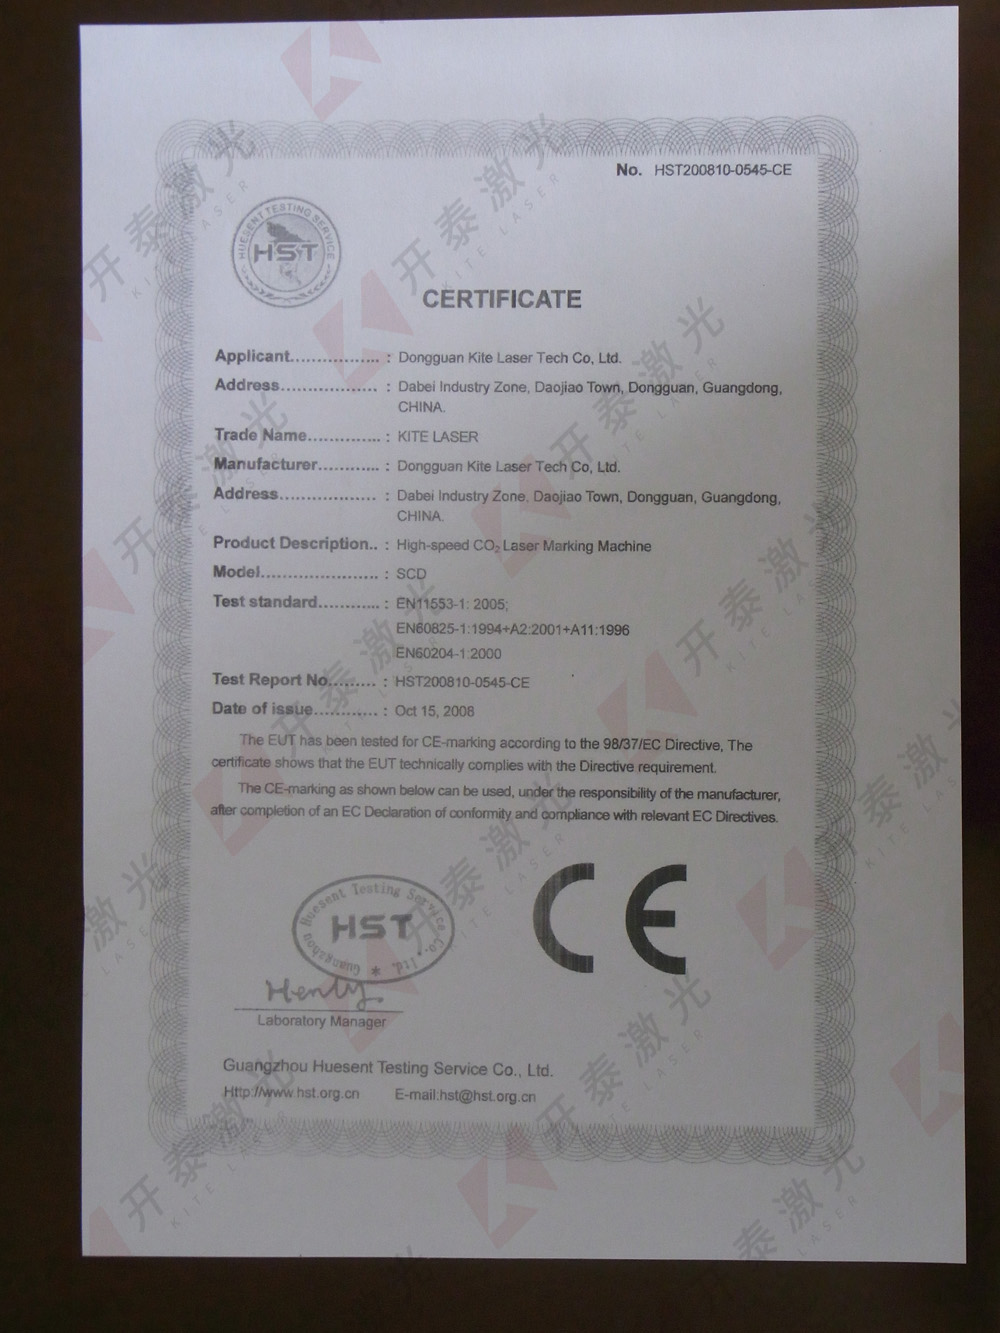 No. HST200810-0545-CE
HUESENT TESTING SERVICE
HST
CERTIFICATE
Applicant................. : Dongguan Kite Laser Tech Co, Ltd.
Address................... : Dabei Industry Zone, Daojiao Town, Dongguan, Guangdong,
CHINA.
Trade Name.............. : KITE LASER
Manufacturer............ : Dongguan Kite Laser Tech Co, Ltd.
Address................... : Dabei Industry Zone, Daojiao Town, Dongguan, Guangdong,
CHINA.
Product Description.. : High-speed CO₂ Laser Marking Machine
Model....................... : SCD
Test standard............ : EN11553-1: 2005;
EN60825-1:1994+A2:2001+A11:1996
EN60204-1:2000
Test Report No......... : HST200810-0545-CE
Date of issue............. : Oct 15, 2008
The EUT has been tested for CE-marking according to the 98/37/EC Directive, The
certificate shows that the EUT technically complies with the Directive requirement.
The CE-marking as shown below can be used, under the responsibility of the manufacturer,
after completion of an EC Declaration of conformity and compliance with relevant EC Directives.
Guangzhou Huesent Testing Service Co., Ltd.
HST
CE
Henly
Laboratory Manager
Guangzhou Huesent Testing Service Co., Ltd.
Http://www.hst.org.cn E-mail:hst@hst.org.cn
开泰激光
KITE LASER